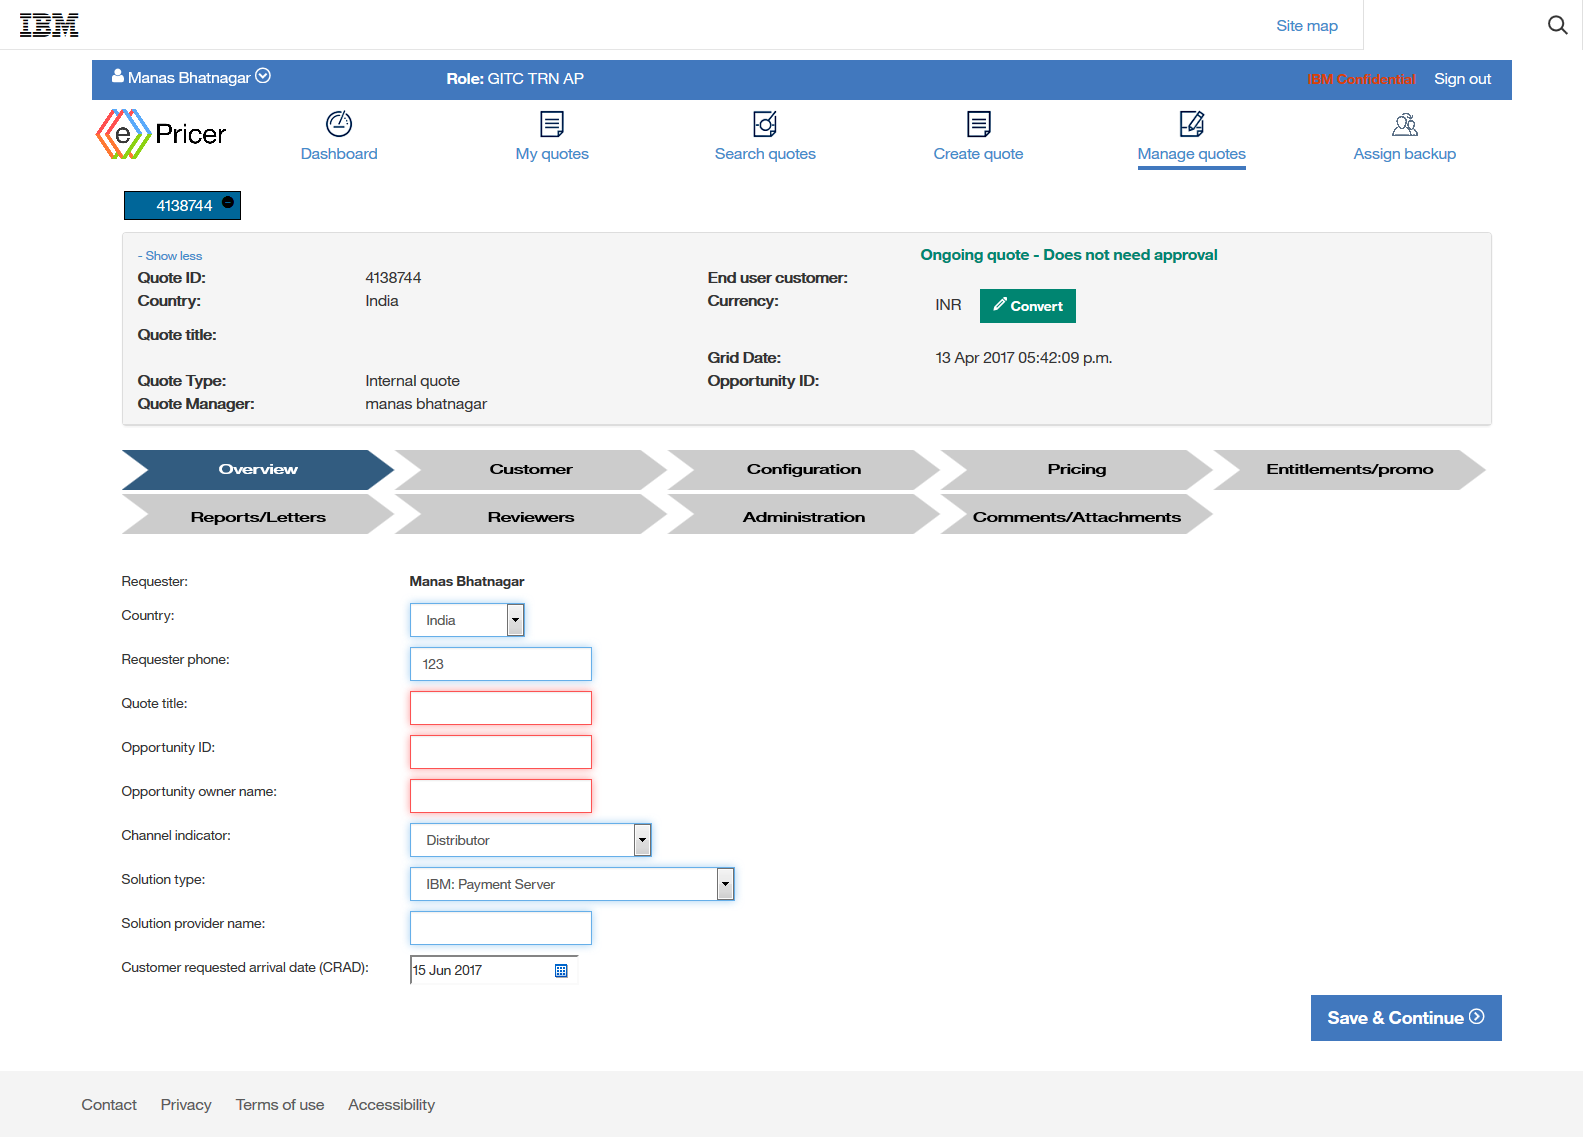 IBM
Site map
Manas Bhatnagar Role: GITC TRN AP IBM Confidential Sign out
e Pricer
Dashboard My quotes Search quotes Create quote Manage quotes Assign backup
4138744
- Show less Ongoing quote - Does not need approval
Quote ID: 4138744 End user customer:
Country: India Currency: INR Convert
Quote title:
Grid Date: 13 Apr 2017 05:42:09 p.m.
Quote Type: Internal quote Opportunity ID:
Quote Manager: manas bhatnagar
Overview Customer Configuration Pricing Entitlements/promo
Reports/Letters Reviewers Administration Comments/Attachments
Requester: Manas Bhatnagar
Country: India
Requester phone: 123
Quote title:
Opportunity ID:
Opportunity owner name:
Channel indicator: Distributor
Solution type: IBM: Payment Server
Solution provider name:
Customer requested arrival date (CRAD): 15 Jun 2017
Save & Continue
Contact Privacy Terms of use Accessibility